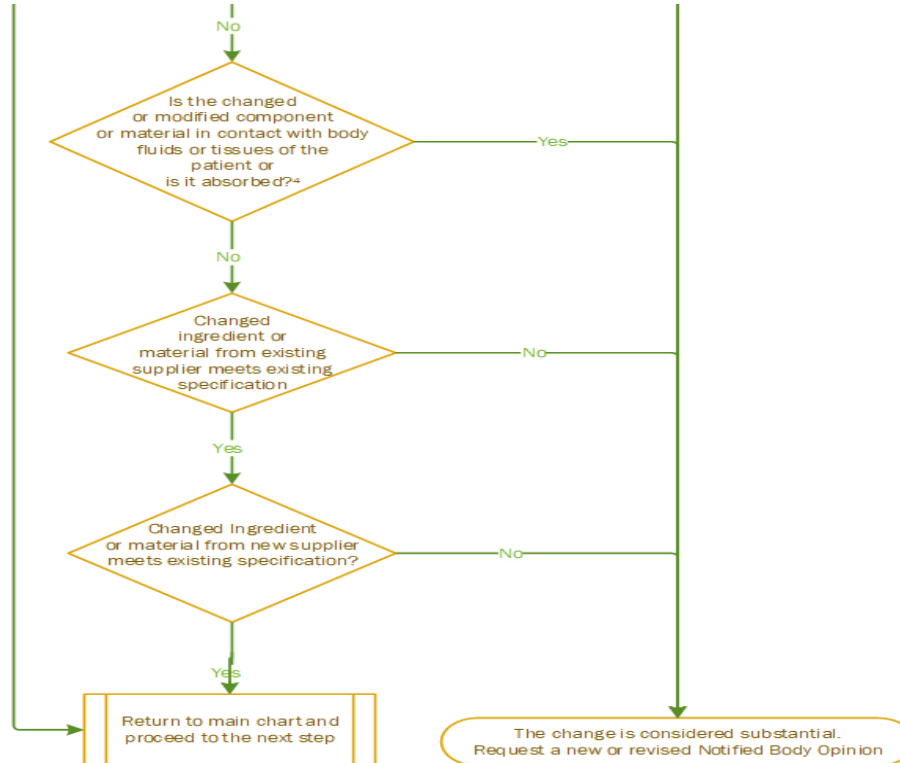 No
Is the changed
or modified component
or material in contact with body
fluids or tissues of the
patient or
is it absorbed?⁴
Yes
No
Changed
ingredient or
material from existing
supplier meets existing
specification
No
Yes
Changed Ingredient
or material from new supplier
meets existing specification?
No
Yes
Return to main chart and
proceed to the next step
The change is considered substantial.
Request a new or revised Notified Body Opinion